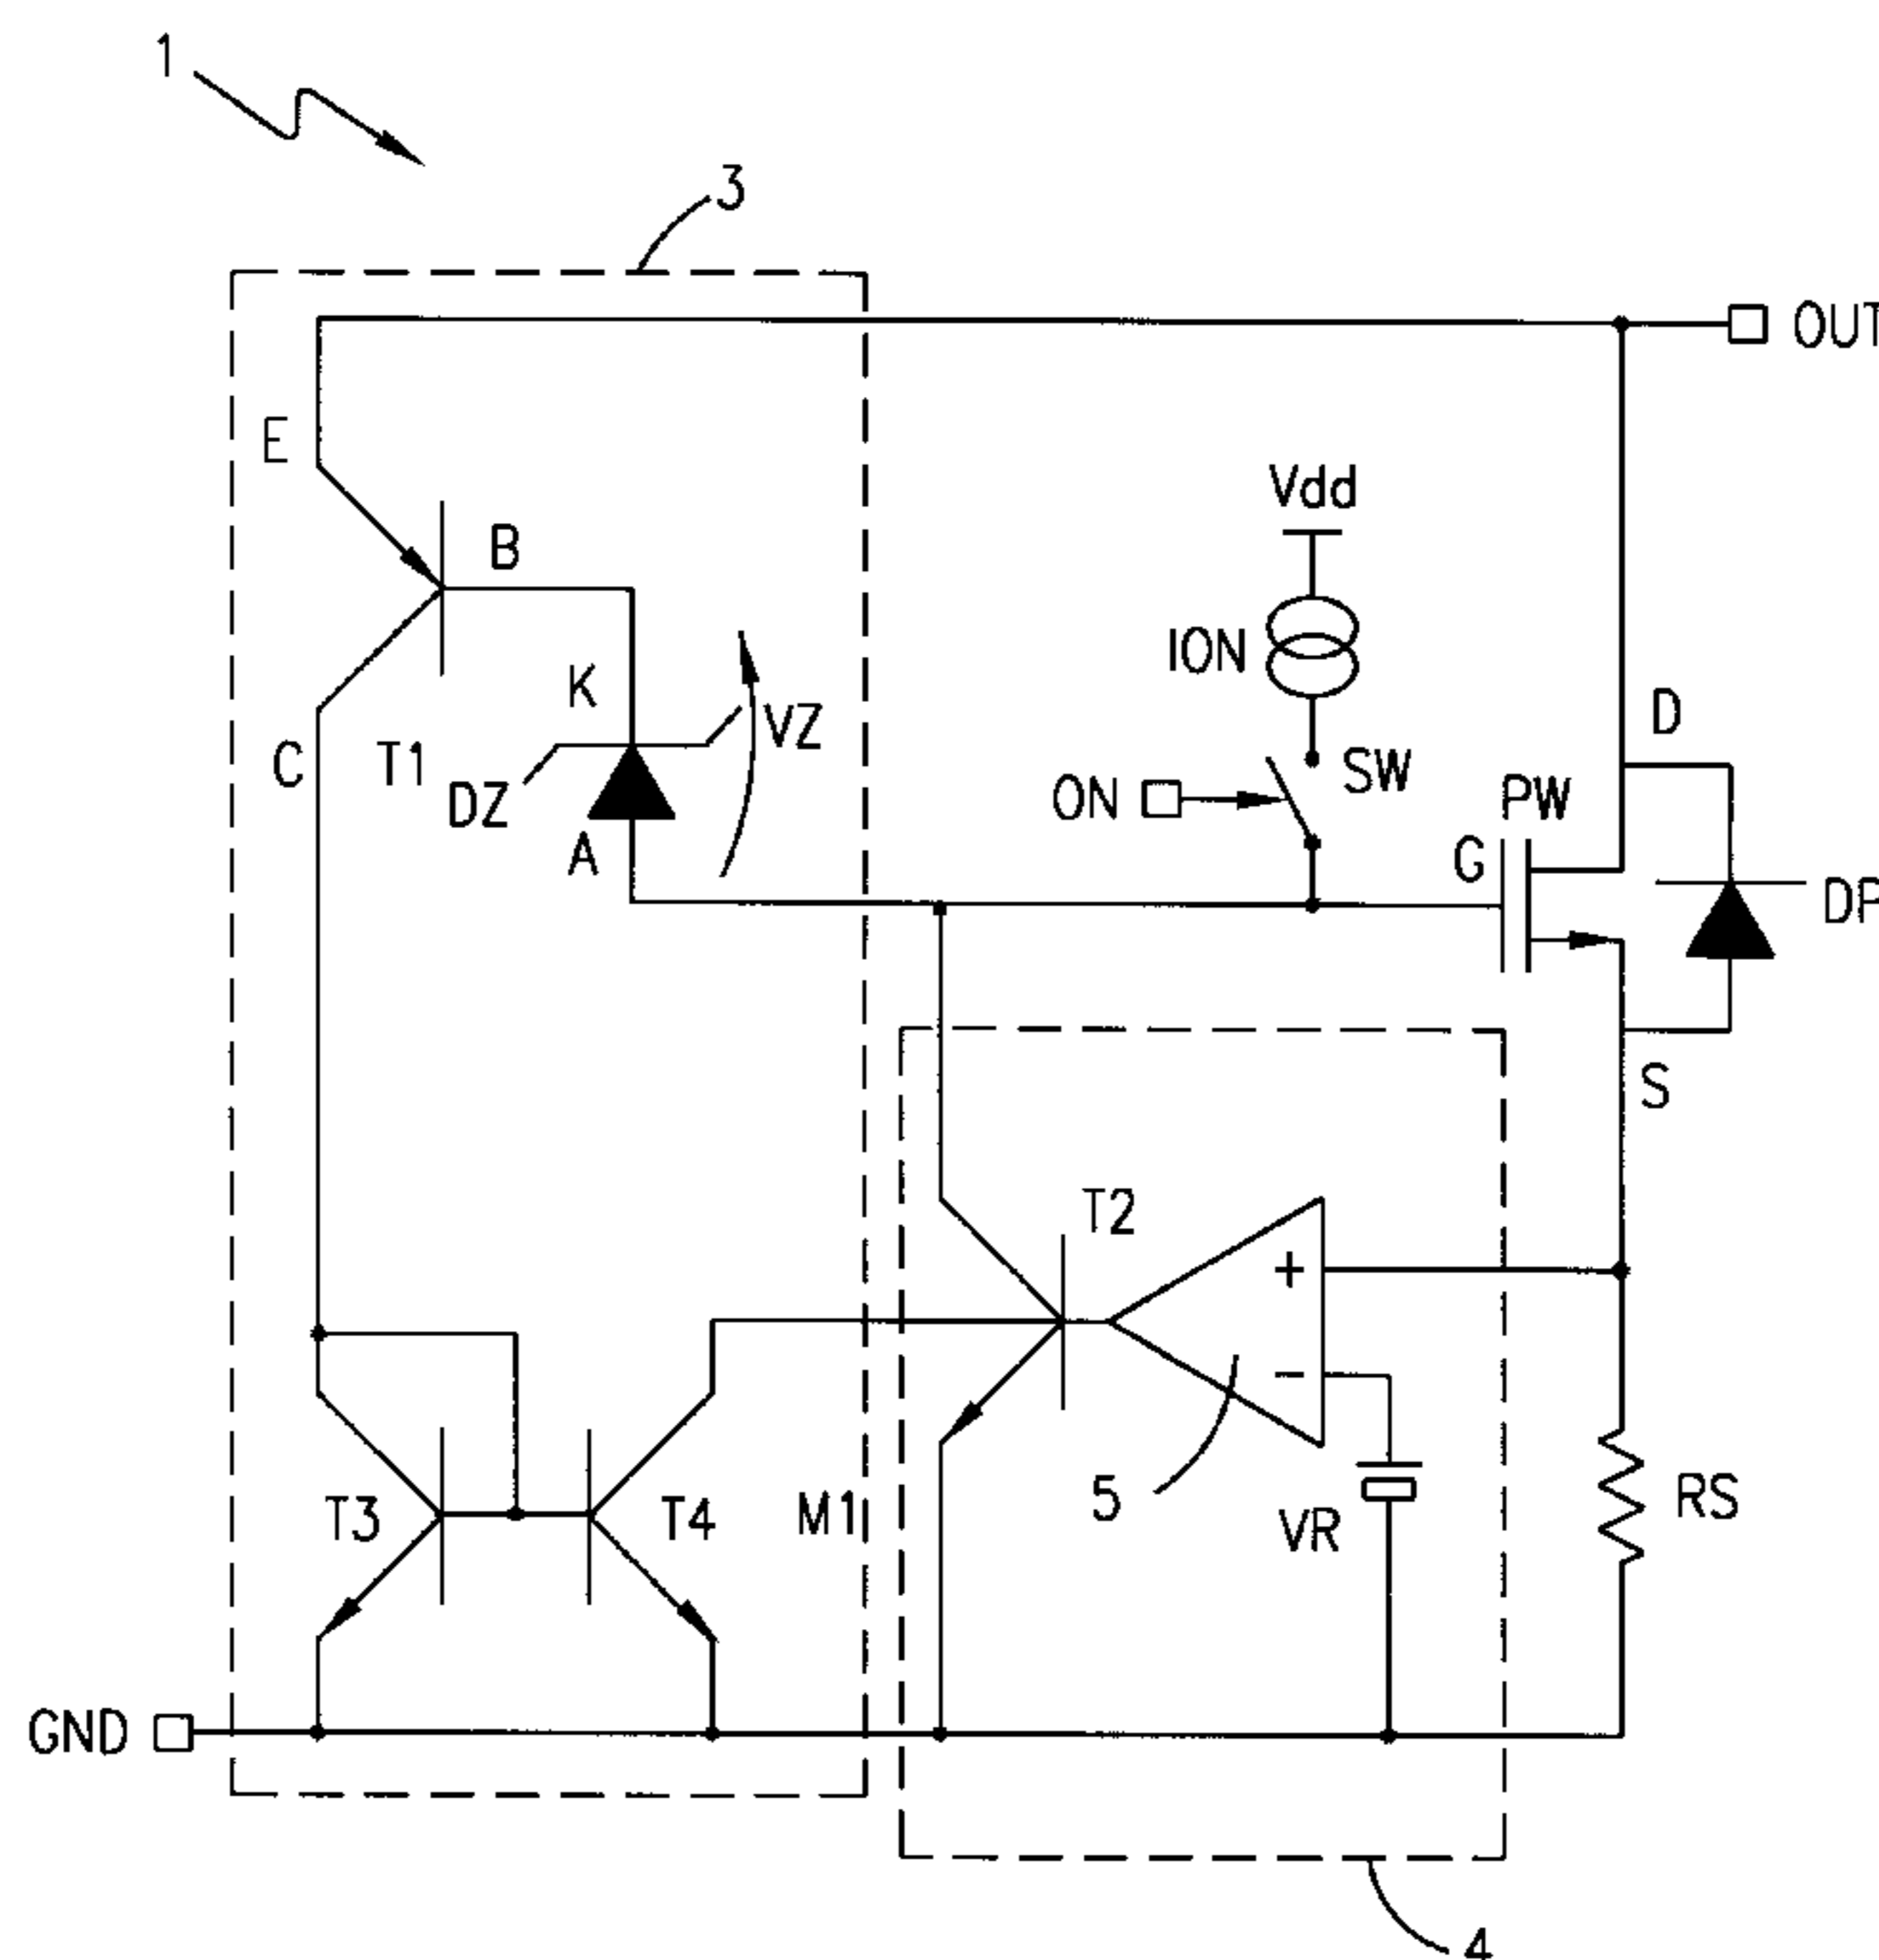 1
3
OUT
E
B
Vdd
K
ION
D
C
T1
VZ
SW
DZ
ON
PW
G
A
DP
S
T2
+
-
5
T3
T4
M1
VR
RS
GND
4